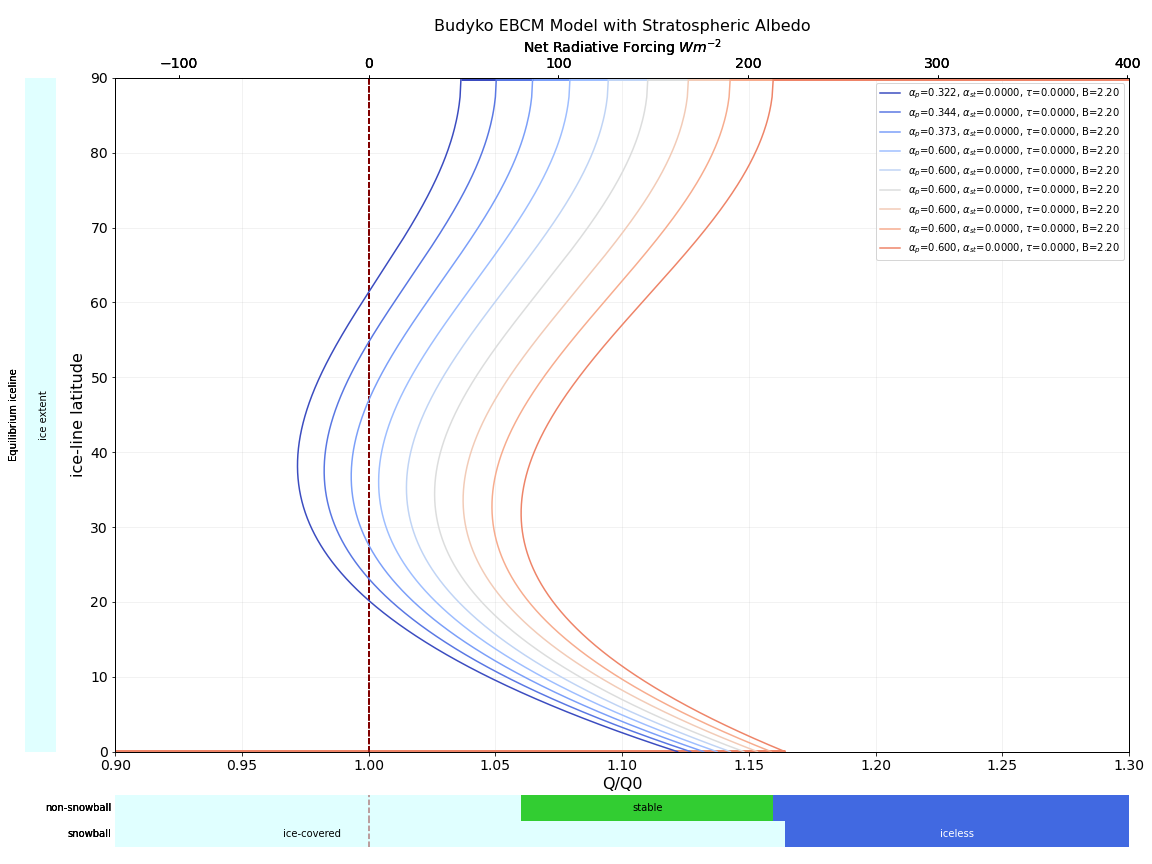 Budyko EBCM Model with Stratospheric Albedo
Net Radiative Forcing Wm⁻²
−100 0 100 200 300 400
90
80
70
60
50
40
30
20
10
0
ice-line latitude
Equilibrium iceline
ice extent
αp=0.322, αst=0.0000, τ=0.0000, B=2.20
αp=0.344, αst=0.0000, τ=0.0000, B=2.20
αp=0.373, αst=0.0000, τ=0.0000, B=2.20
αp=0.600, αst=0.0000, τ=0.0000, B=2.20
αp=0.600, αst=0.0000, τ=0.0000, B=2.20
αp=0.600, αst=0.0000, τ=0.0000, B=2.20
αp=0.600, αst=0.0000, τ=0.0000, B=2.20
αp=0.600, αst=0.0000, τ=0.0000, B=2.20
αp=0.600, αst=0.0000, τ=0.0000, B=2.20
0.90 0.95 1.00 1.05 1.10 1.15 1.20 1.25 1.30
Q/Q0
non-snowball stable
snowball ice-covered iceless